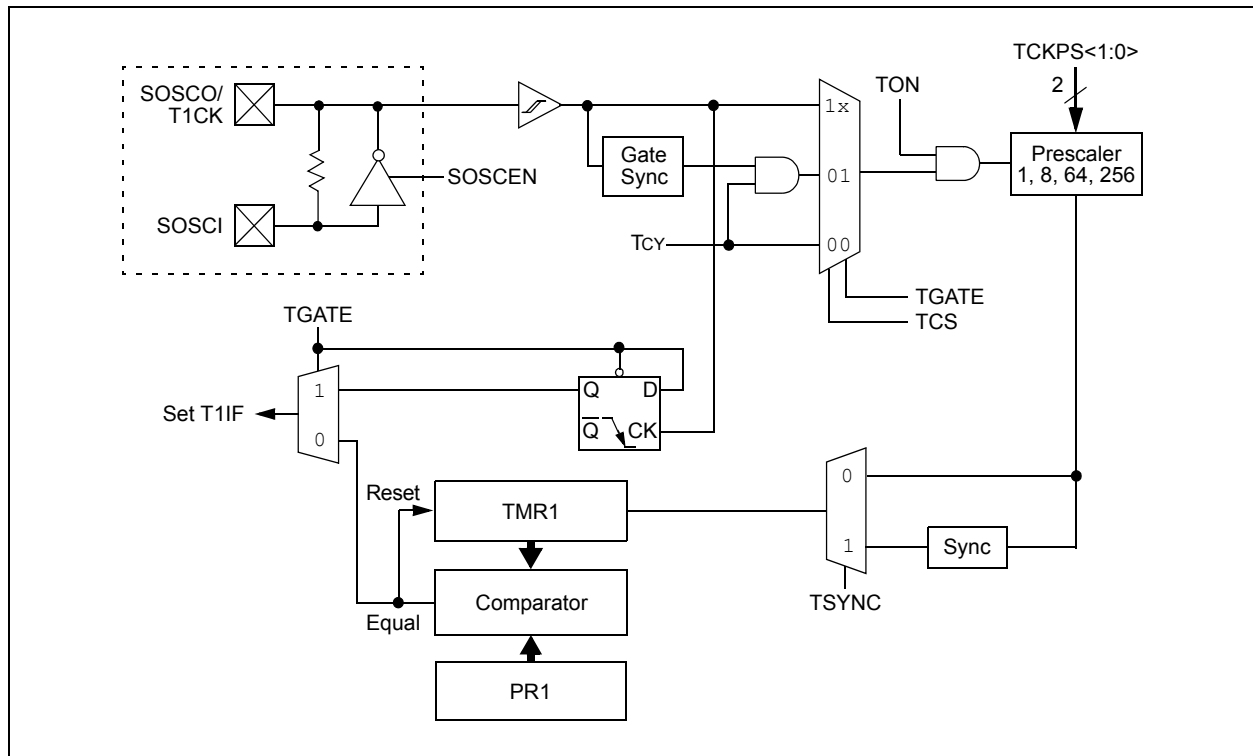 SOSCO/
T1CK
SOSCI
SOSCEN
Gate
Sync
TCY
1x
01
00
TGATE
TCS
TON
TCKPS<1:0>
2
Prescaler
1, 8, 64, 256
TGATE
1
0
Set T1IF
Q
D
Q
CK
Reset
TMR1
Equal
Comparator
PR1
0
1
Sync
TSYNC